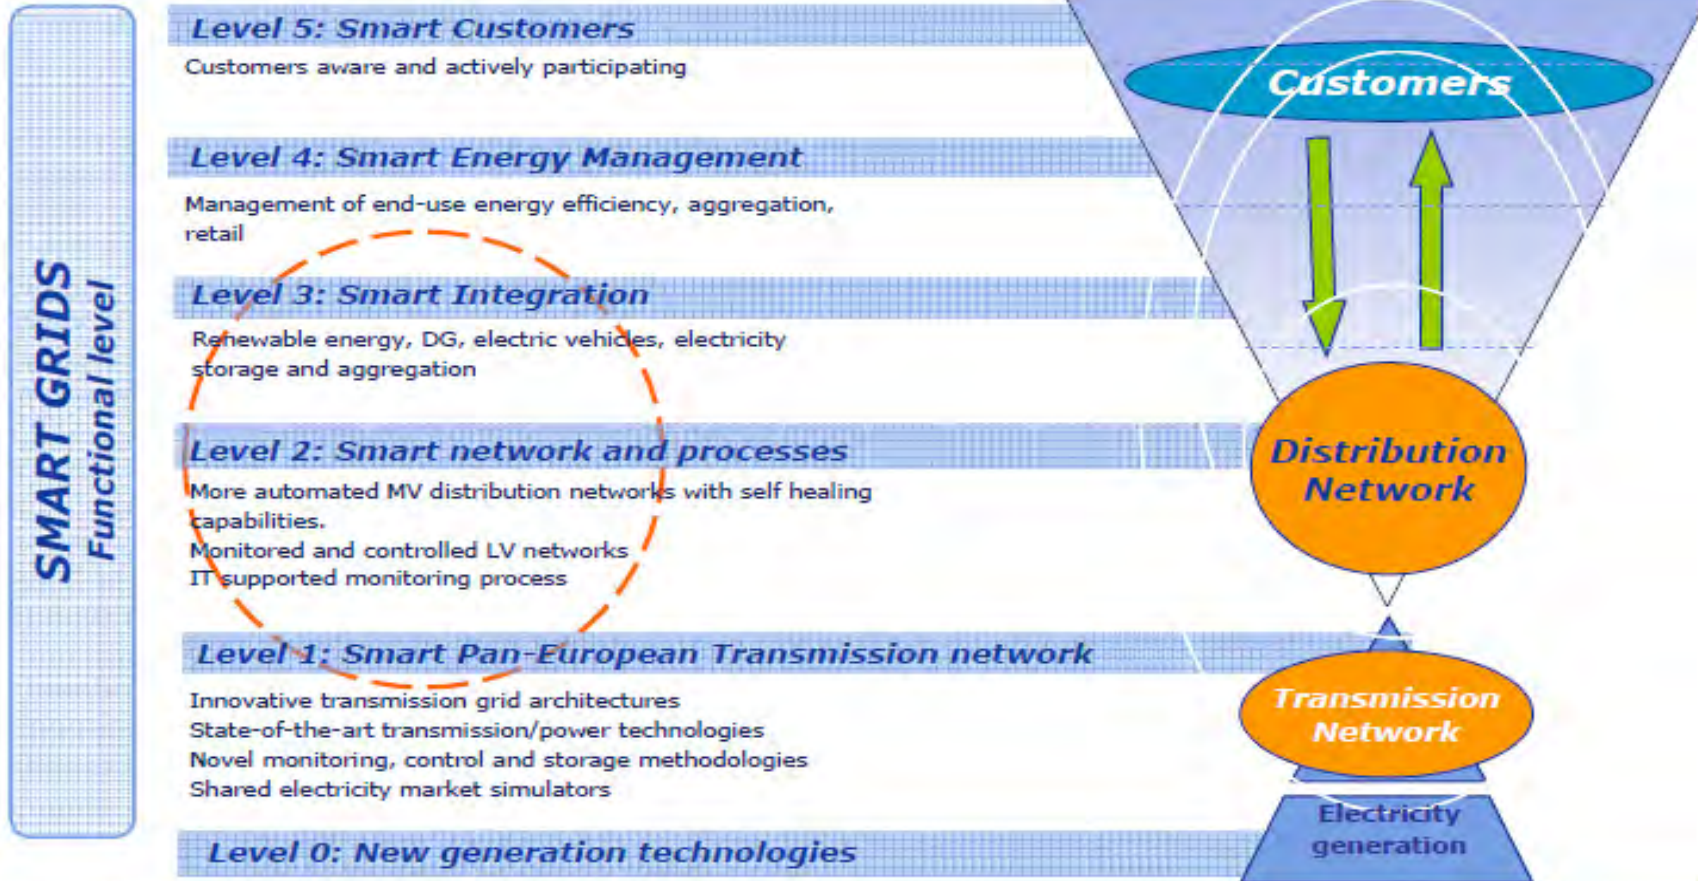 SMART GRIDS
Functional level
Level 5: Smart Customers
Customers aware and actively participating
Level 4: Smart Energy Management
Management of end-use energy efficiency, aggregation,
retail
Level 3: Smart Integration
Renewable energy, DG, electric vehicles, electricity
storage and aggregation
Level 2: Smart network and processes
More automated MV distribution networks with self healing
capabilities.
Monitored and controlled LV networks
IT supported monitoring process
Level 1: Smart Pan-European Transmission network
Innovative transmission grid architectures
State-of-the-art transmission/power technologies
Novel monitoring, control and storage methodologies
Shared electricity market simulators
Level 0: New generation technologies
Customers
Distribution
Network
Transmission
Network
Electricity
generation